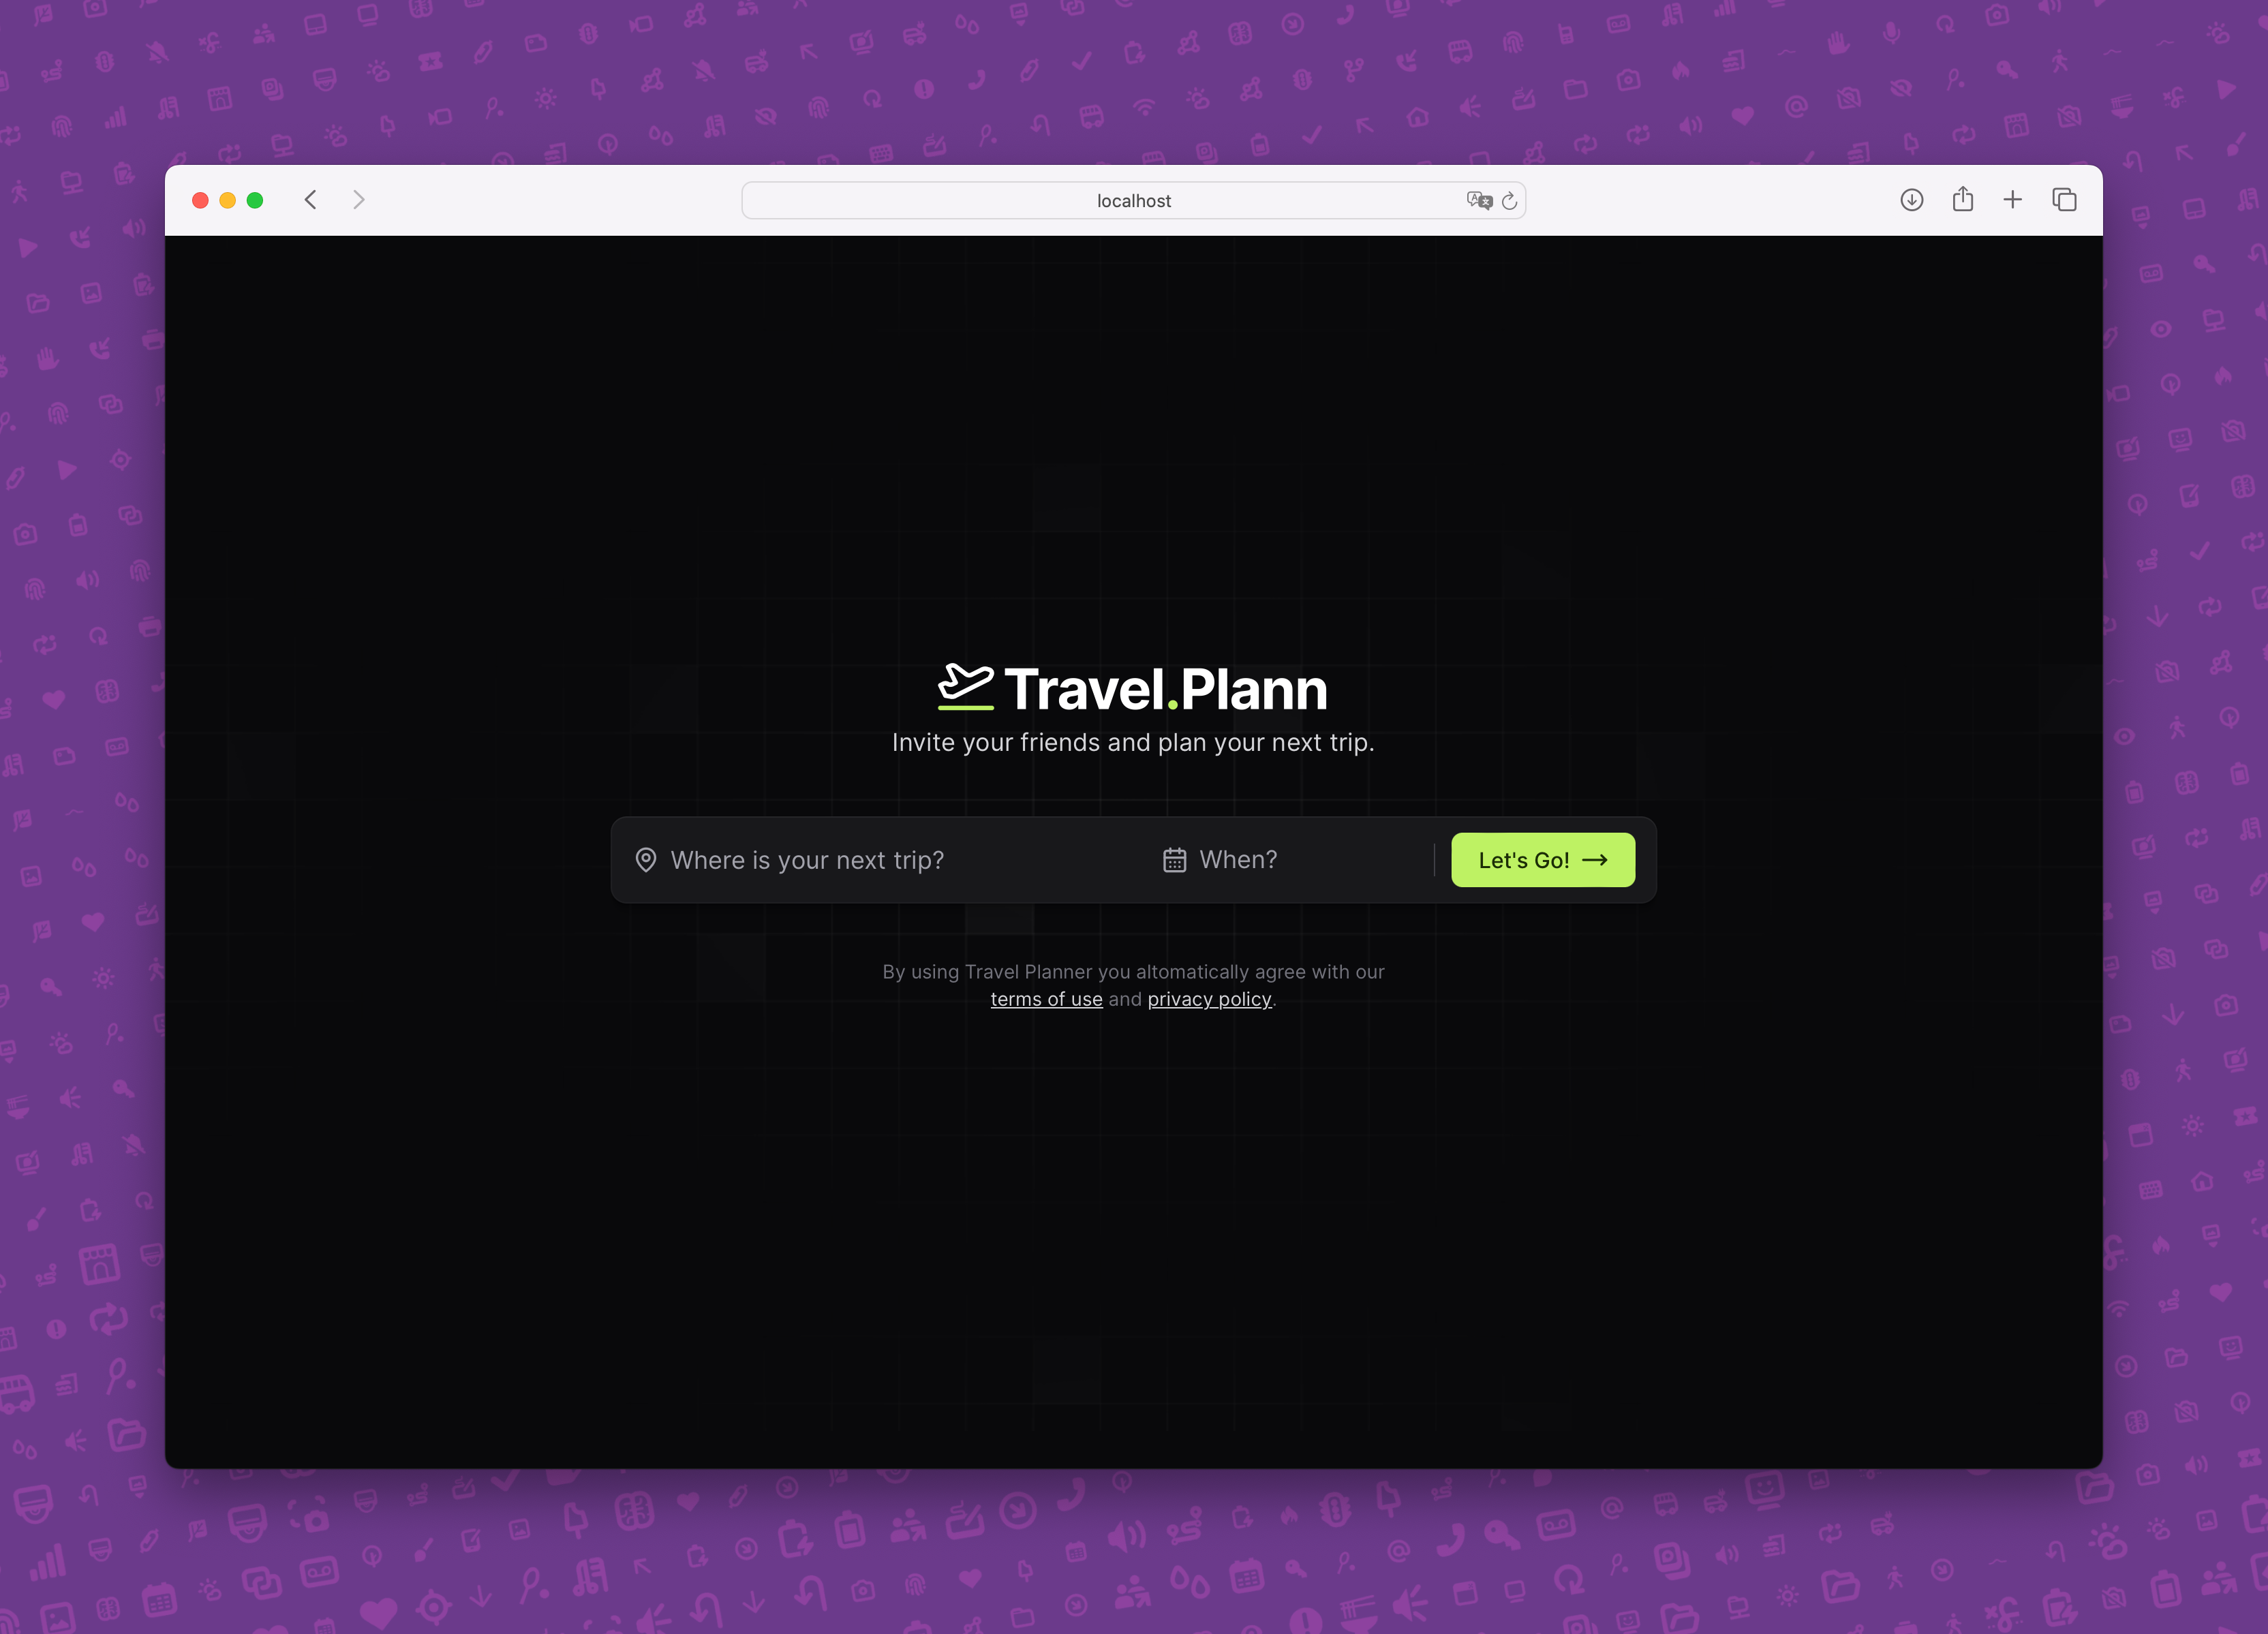 localhost
Travel.Plann
Invite your friends and plan your next trip.
Where is your next trip?
When?
Let's Go!
By using Travel Planner you altomatically agree with our
terms of use and privacy policy.